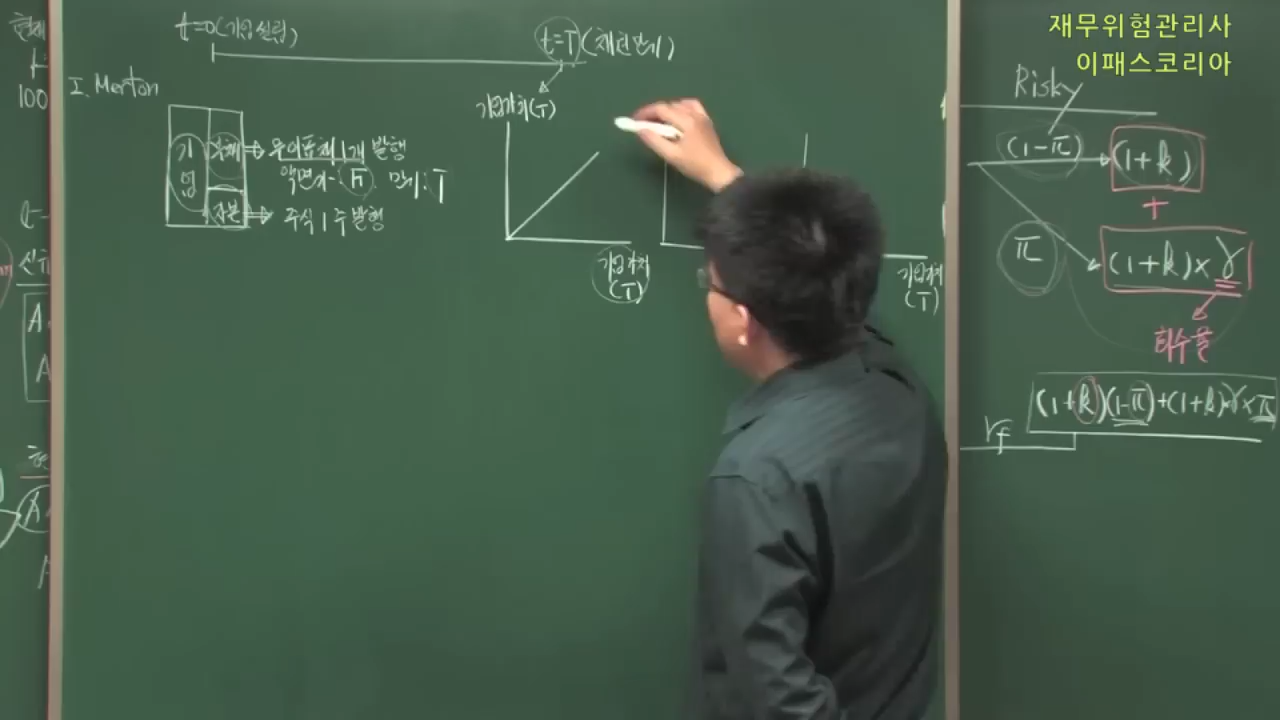 재무위험관리사
이패스코리아
t=0(기업설립)
t=T(채권만기)
I. Merton
기업
부채 ⇒ 무이표채 1개 발행
액면가: F, 만기: T
자본 ⇒ 주식 1주 발행
기업가치(T)
기업가치
(T)
기업가치
(T)
100
Risky
(1-π)
(1+k)
+
π
(1+k)×γ
회수율
(1+k)(1-π)+(1+k)×γ×π
rf